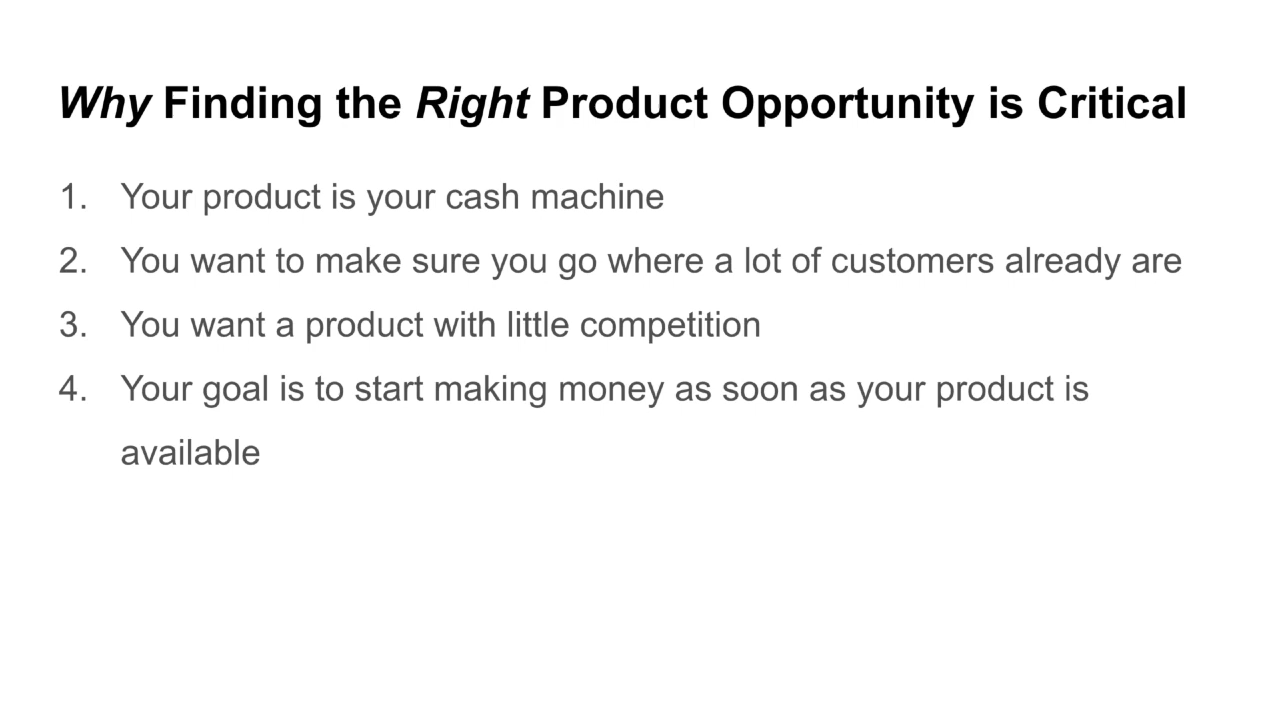 Why Finding the Right Product Opportunity is Critical
1. Your product is your cash machine
2. You want to make sure you go where a lot of customers already are
3. You want a product with little competition
4. Your goal is to start making money as soon as your product is
available